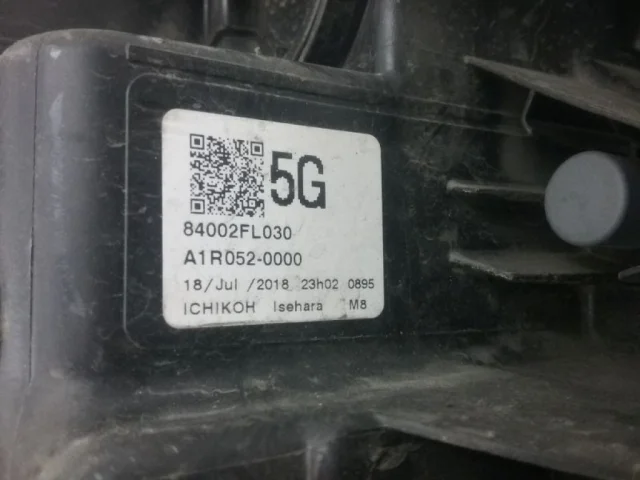 5G
84002FL030
A1R052-0000
18/Jul /2018 23h02 0895
ICHIKOH Isehara M8